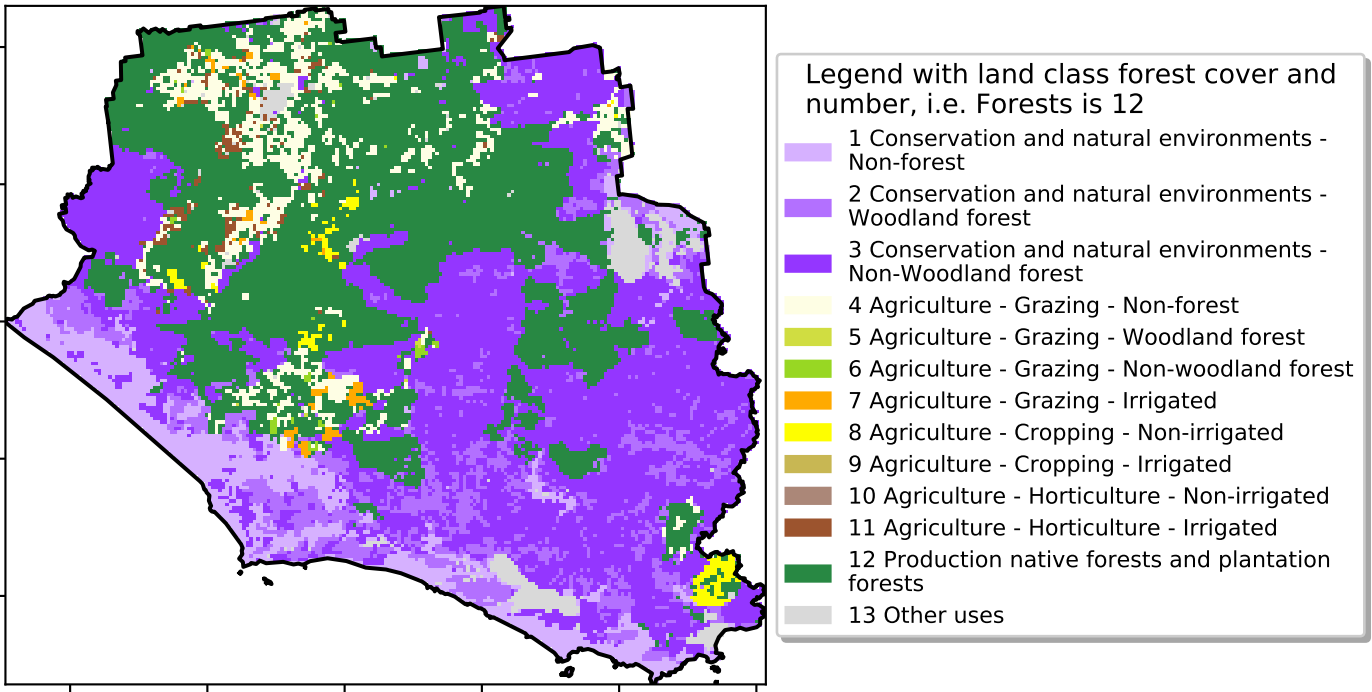 Legend with land class forest cover and
number, i.e. Forests is 12
1 Conservation and natural environments -
Non-forest
2 Conservation and natural environments -
Woodland forest
3 Conservation and natural environments -
Non-Woodland forest
4 Agriculture - Grazing - Non-forest
5 Agriculture - Grazing - Woodland forest
6 Agriculture - Grazing - Non-woodland forest
7 Agriculture - Grazing - Irrigated
8 Agriculture - Cropping - Non-irrigated
9 Agriculture - Cropping - Irrigated
10 Agriculture - Horticulture - Non-irrigated
11 Agriculture - Horticulture - Irrigated
12 Production native forests and plantation
forests
13 Other uses